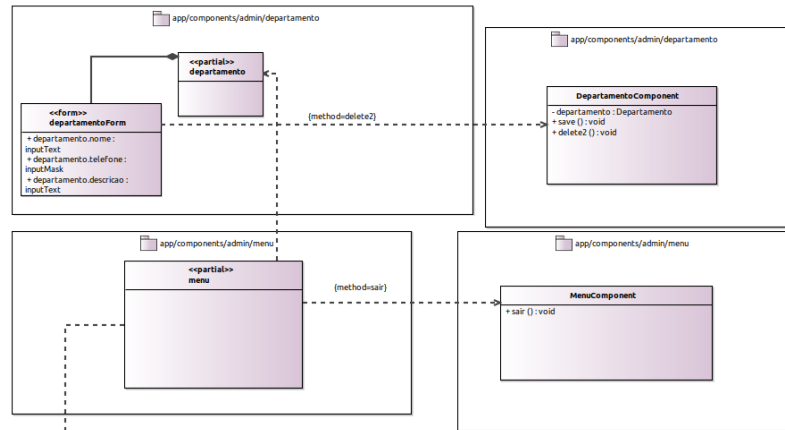 app/components/admin/departamento
<<partial>>
departamento
<<form>>
departamentoForm
+ departamento.nome :
inputText
+ departamento.telefone :
inputMask
+ departamento.descricao :
inputText
{method=delete2}
app/components/admin/departamento
DepartamentoComponent
- departamento : Departamento
+ save () : void
+ delete2 () : void
app/components/admin/menu
<<partial>>
menu
{method=sair}
app/components/admin/menu
MenuComponent
+ sair () : void